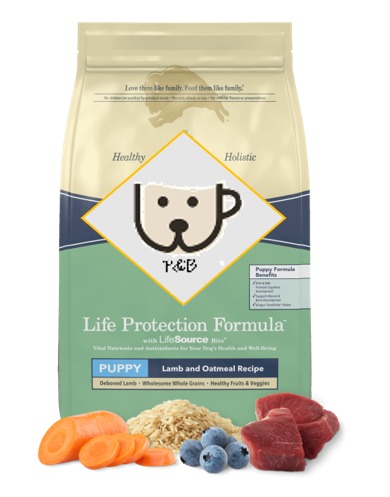 Love them like family. Feed them like family.®
Healthy
Holistic
P&B
Puppy Formula
Benefits
Life Protection Formula™
with LifeSource Bits™
Vital Nutrients and Antioxidants for Your Dog's Health and Well-Being
PUPPY
Lamb and Oatmeal Recipe
Deboned Lamb • Wholesome Whole Grains • Healthy Fruits & Veggies